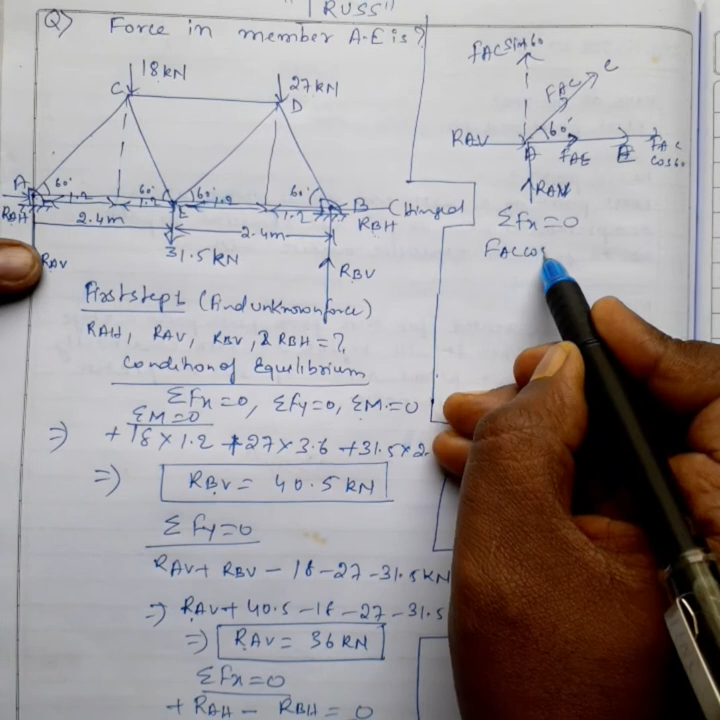 "TRUSS"
Q) Force in member A-E is?
18kN
27kN
C
D
A 60° 1.2 60° 1.2 E 60° 60° 1.2 B (Hinged)
RAH
RBH
2.4m
2.4m
31.5 KN
RAV
RBV
First step (find unknown force)
RAH, RAV, RBV, & RBH = ?
Condition of Equilibrium
ΣFx=0, ΣFy=0, ΣM=0
ΣM=0
⇒ +18×1.2 +27×3.6 +31.5×2.
⇒ RBV = 40.5 KN
ΣFy=0
RAV + RBV - 18 - 27 - 31.5KN
⇒ RAV + 40.5 - 18 - 27 - 31.5
⇒ RAV = 36 KN
ΣFx=0
+ RAH - RBH = 0
FAC Sin60
FAC C
60°
RAV A FAE E FAC
cos60
RAV
ΣFx=0
FAC cos